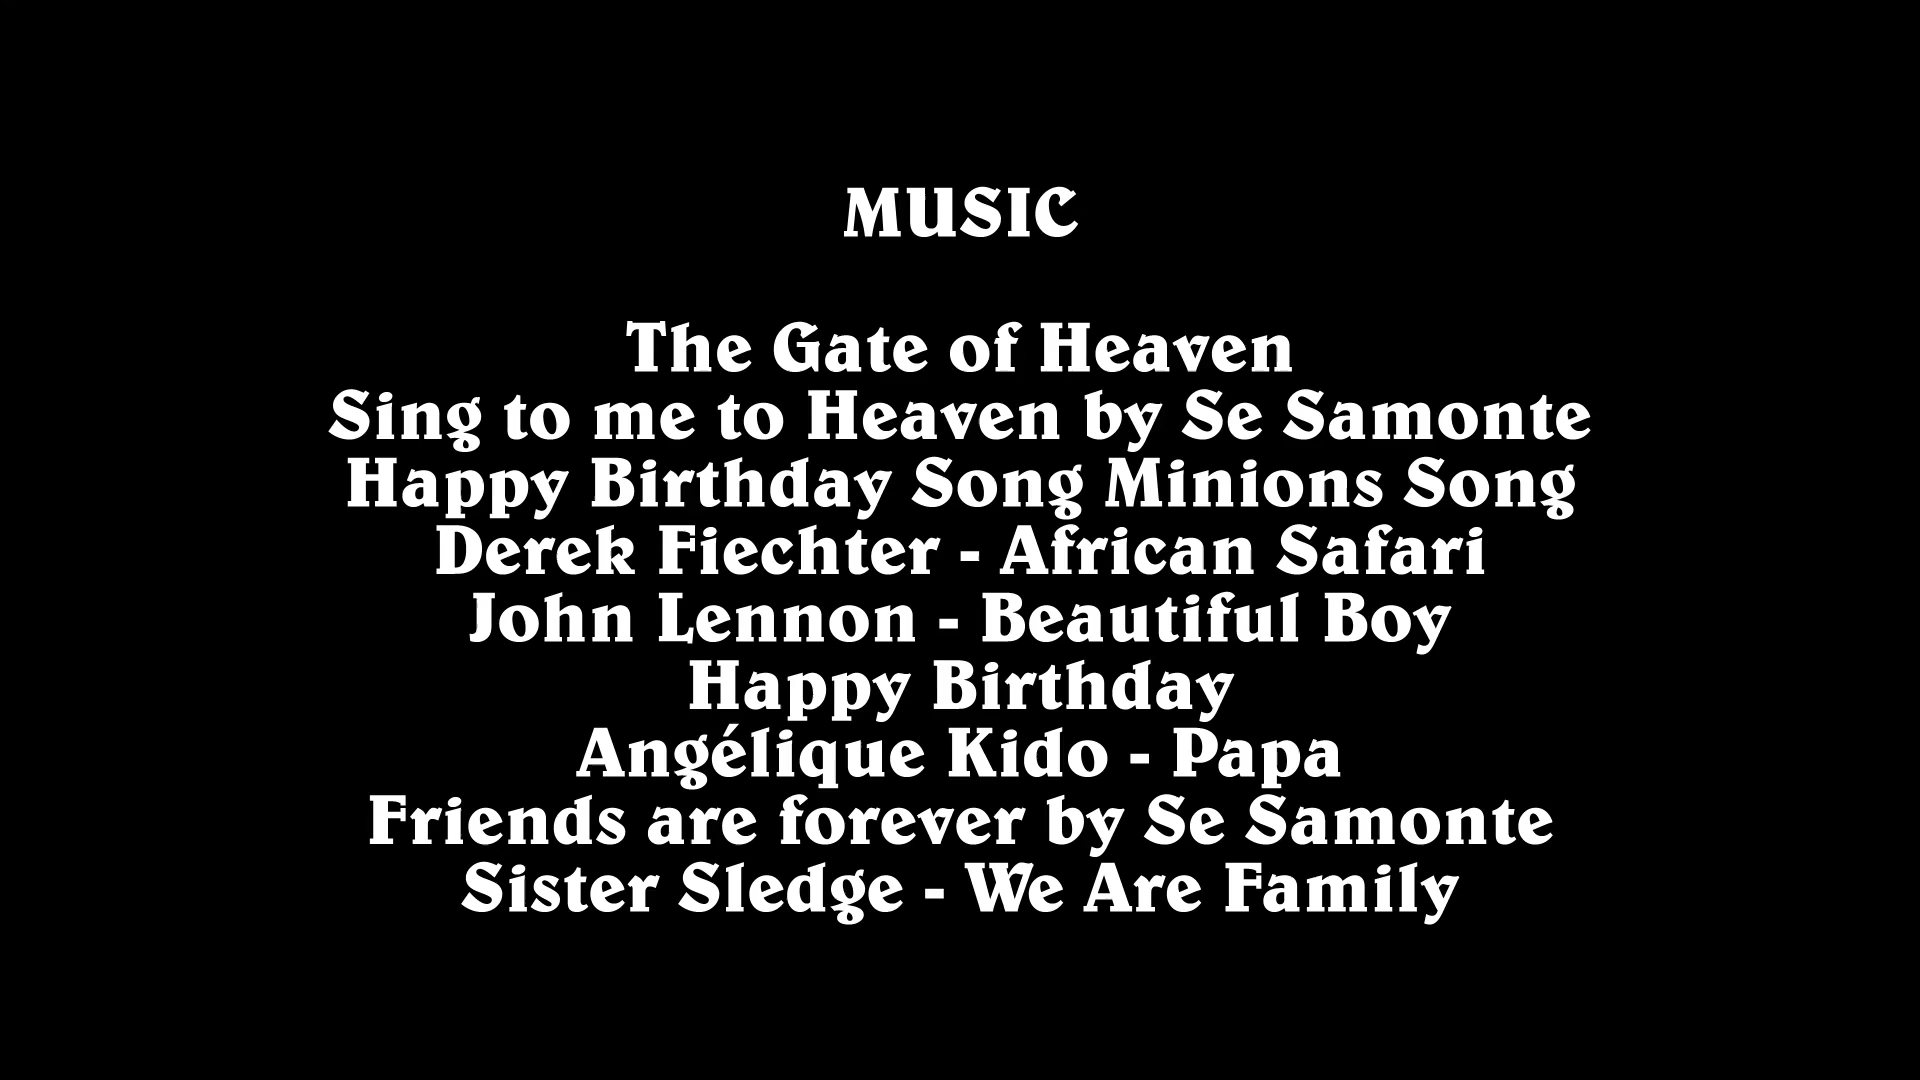 MUSIC
The Gate of Heaven
Sing to me to Heaven by Se Samonte
Happy Birthday Song Minions Song
Derek Fiechter - African Safari
John Lennon - Beautiful Boy
Happy Birthday
Angélique Kido - Papa
Friends are forever by Se Samonte
Sister Sledge - We Are Family